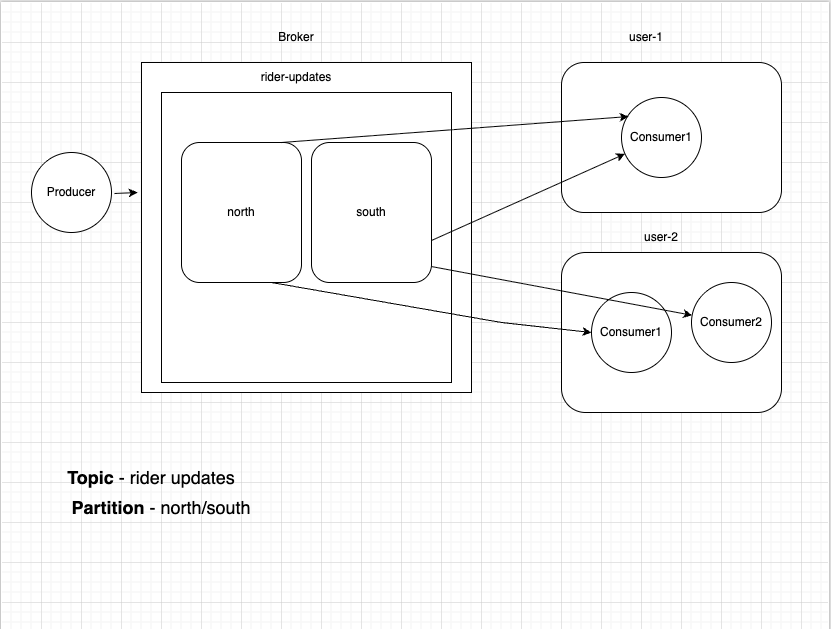 Broker
user-1
rider-updates
Consumer1
Producer
north
south
user-2
Consumer1
Consumer2
Topic - rider updates
Partition - north/south